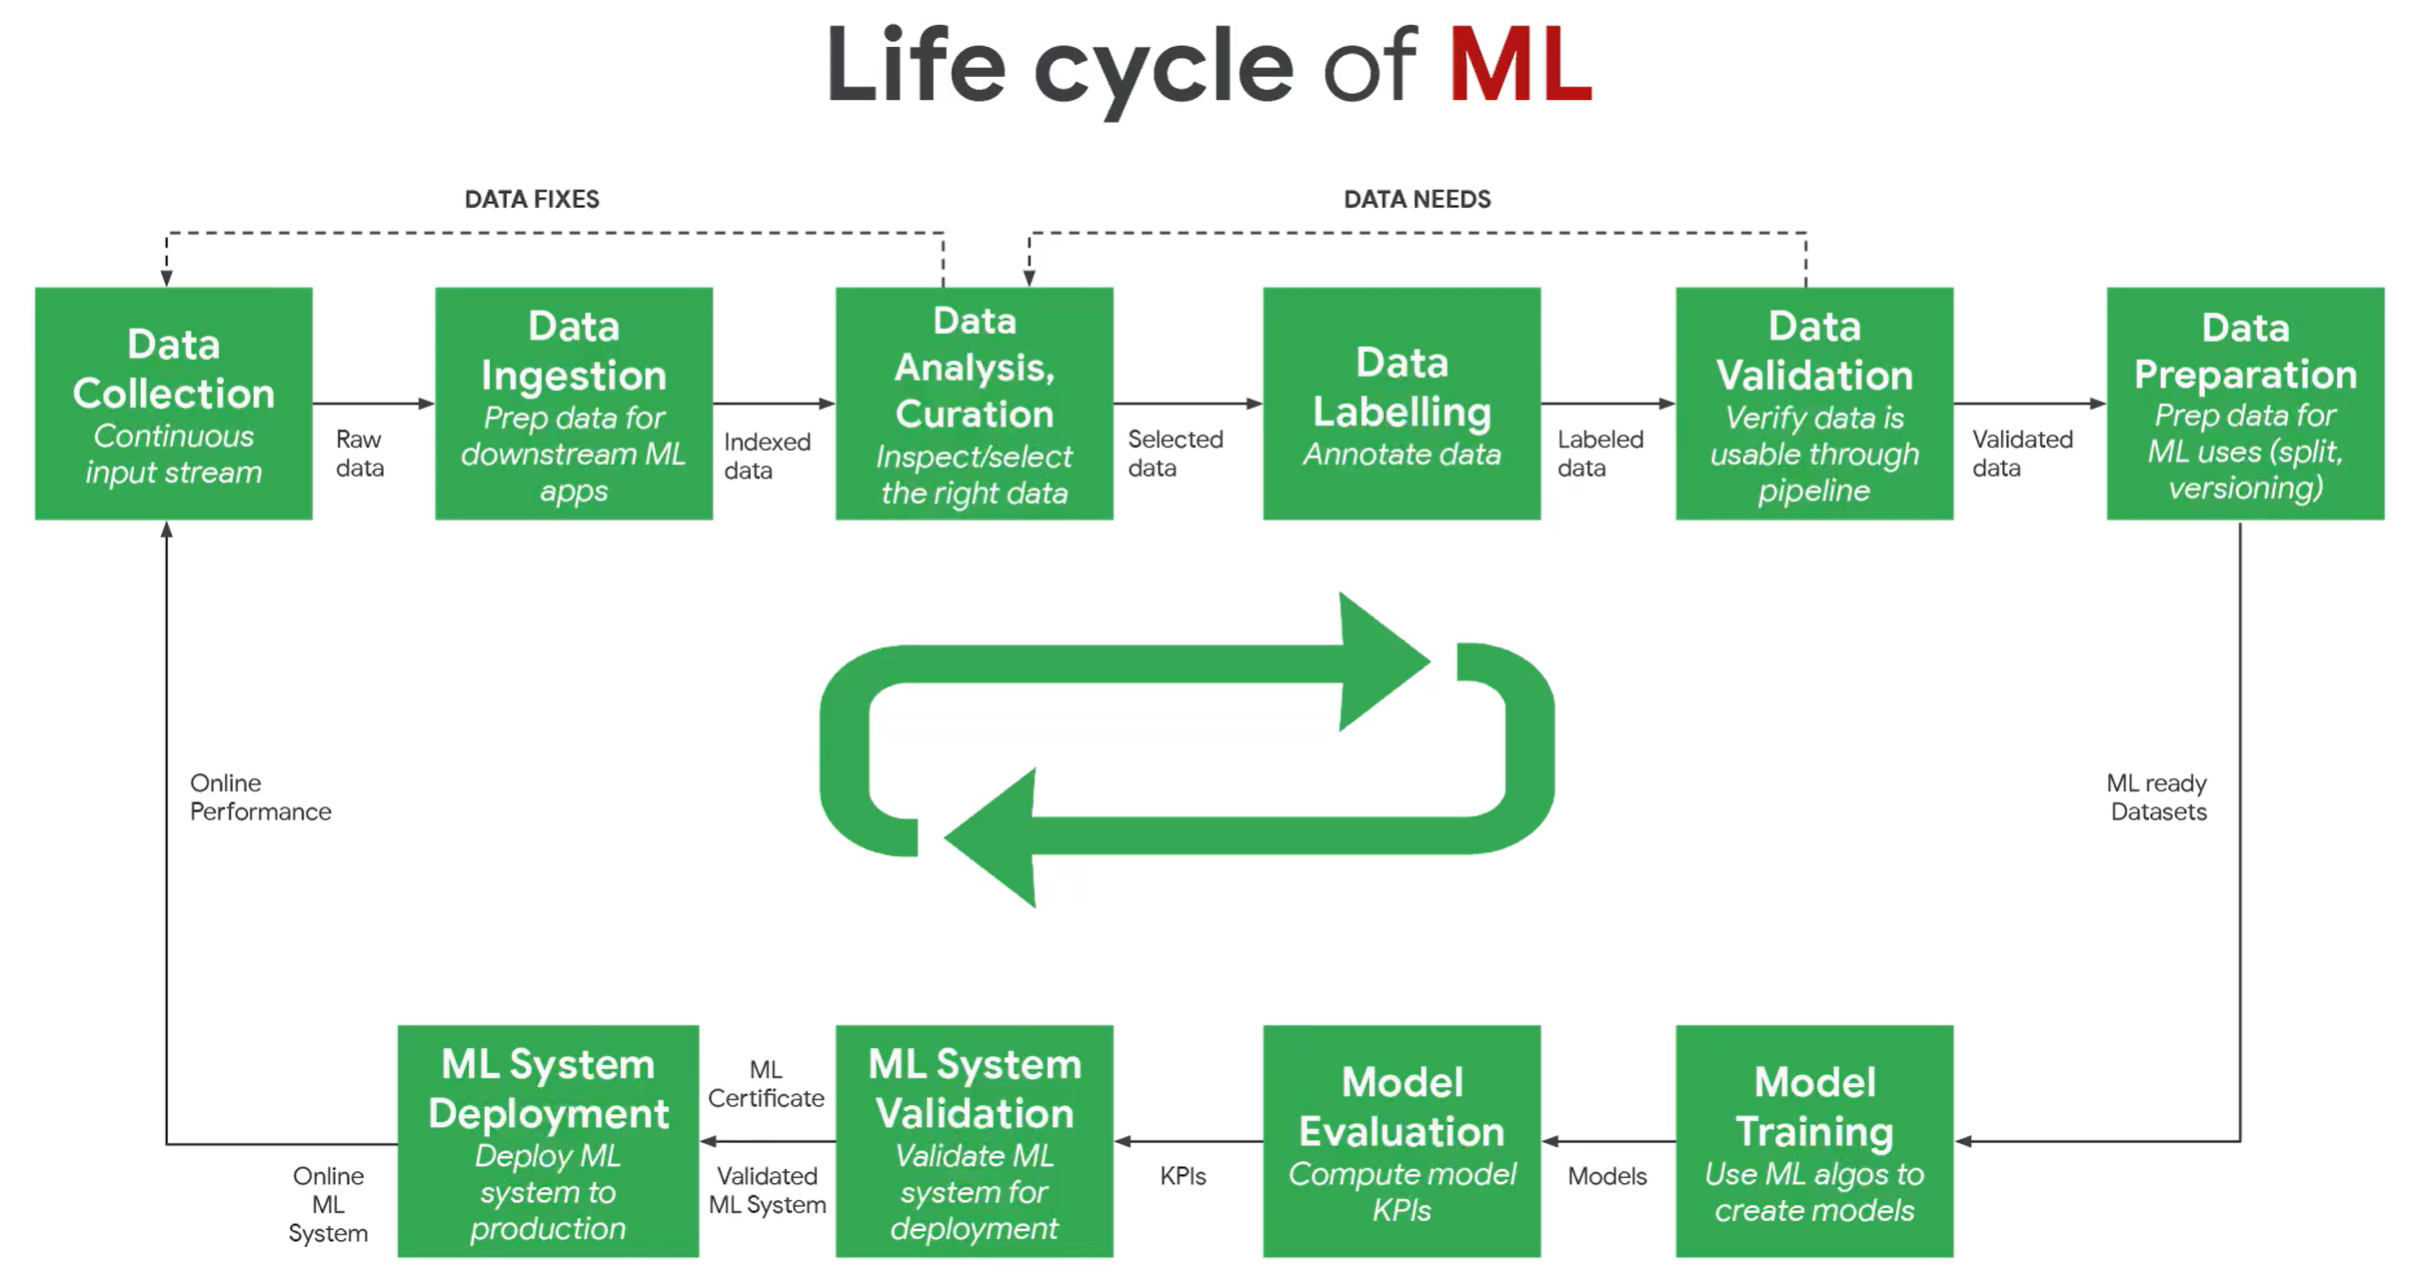 Life cycle of ML
DATA FIXES
DATA NEEDS
Data
Collection
Continuous
input stream
Raw
data
Data
Ingestion
Prep data for
downstream ML
apps
Indexed
data
Data
Analysis,
Curation
Inspect/select
the right data
Selected
data
Data
Labelling
Annotate data
Labeled
data
Data
Validation
Verify data is
usable through
pipeline
Validated
data
Data
Preparation
Prep data for
ML uses (split,
versioning)
Online
Performance
ML ready
Datasets
Online
ML
System
ML System
Deployment
Deploy ML
system to
production
ML
Certificate
Validated
ML System
ML System
Validation
Validate ML
system for
deployment
KPIs
Model
Evaluation
Compute model
KPIs
Models
Model
Training
Use ML algos to
create models